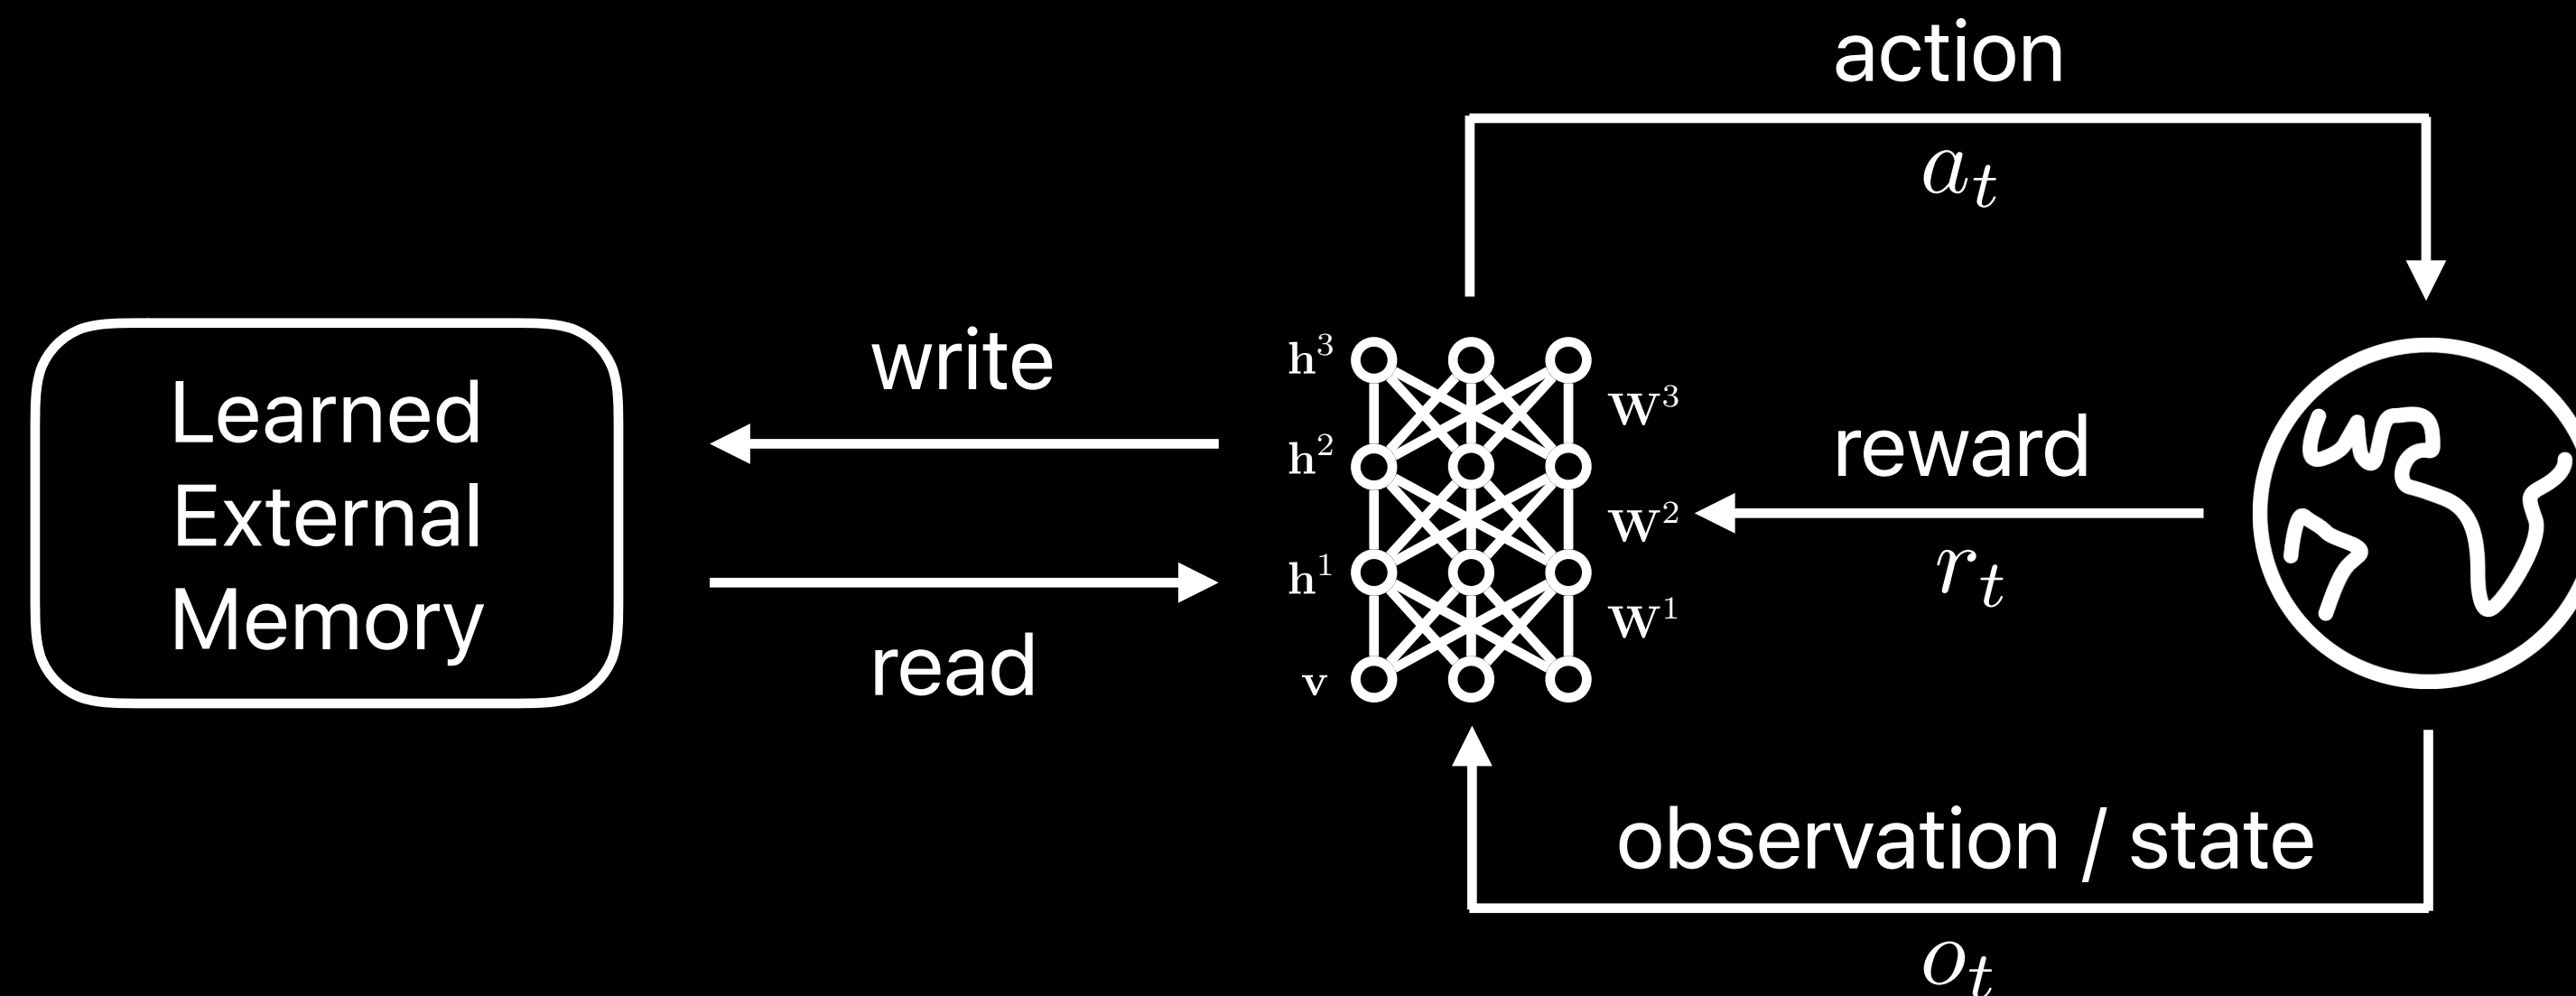 action
a_t
write
Learned
External
Memory
read
h^3
h^2
h^1
v
W^3
W^2
W^1
reward
r_t
observation / state
o_t